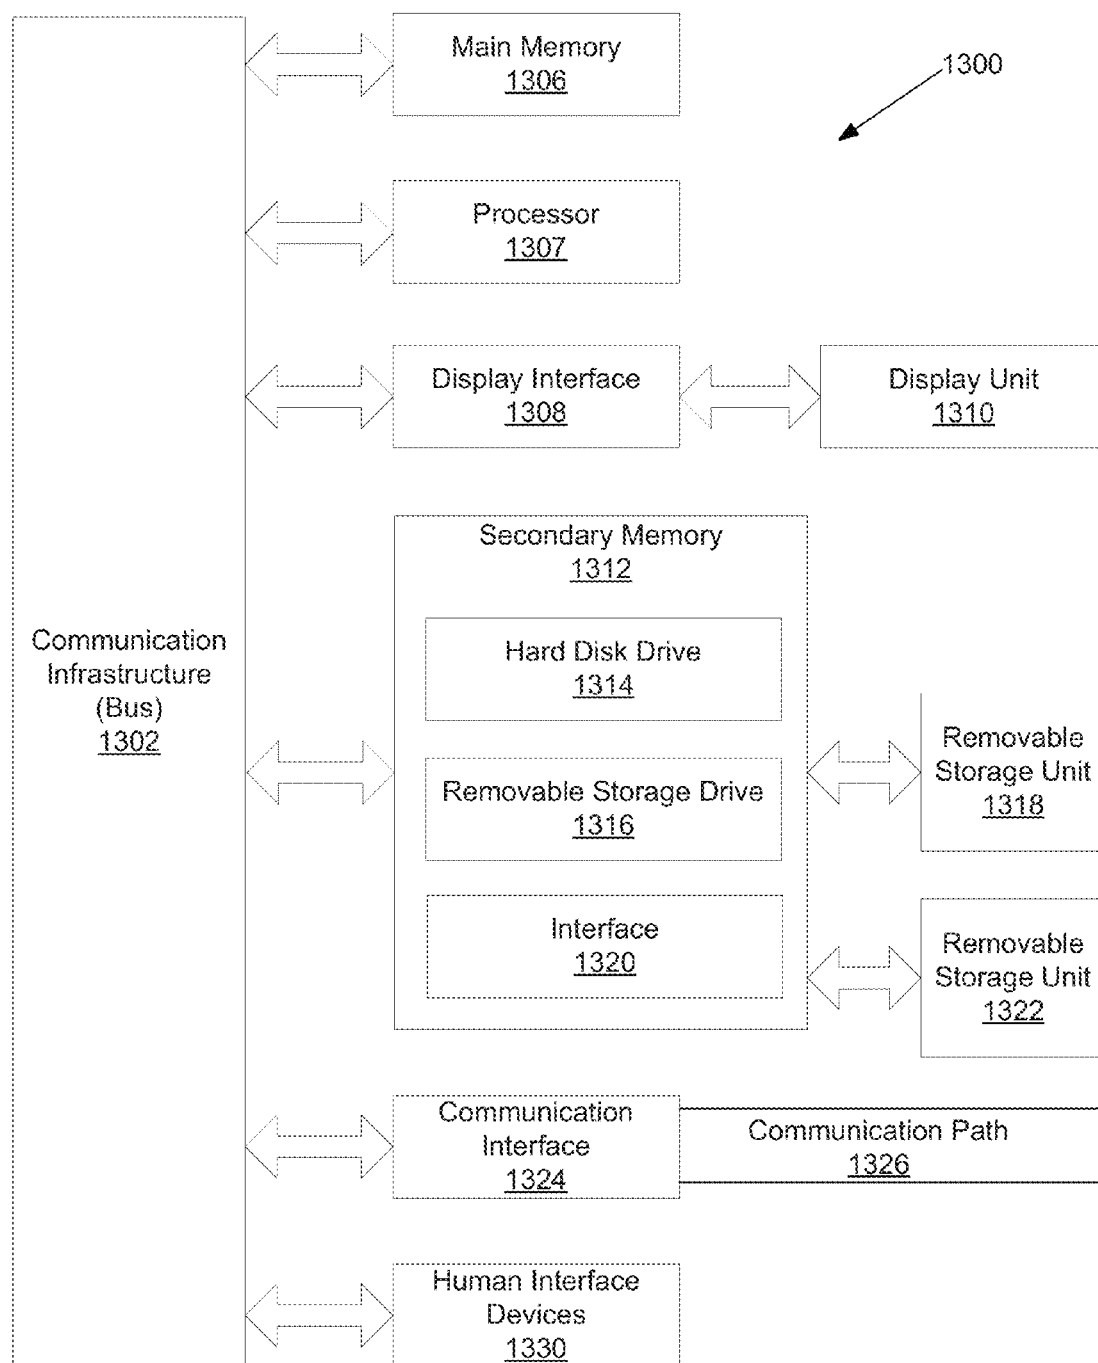 Main Memory
1306
1300
Processor
1307
Display Interface
1308
Display Unit
1310
Secondary Memory
1312
Hard Disk Drive
1314
Communication
Infrastructure
(Bus)
1302
Removable Storage Drive
1316
Removable
Storage Unit
1318
Interface
1320
Removable
Storage Unit
1322
Communication
Interface
1324
Communication Path
1326
Human Interface
Devices
1330